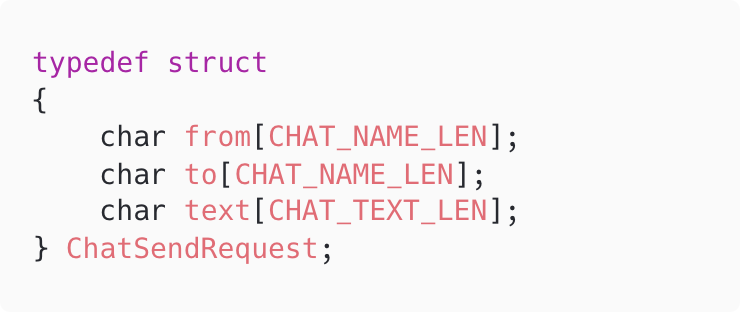 typedef struct
{
    char from[CHAT_NAME_LEN];
    char to[CHAT_NAME_LEN];
    char text[CHAT_TEXT_LEN];
} ChatSendRequest;